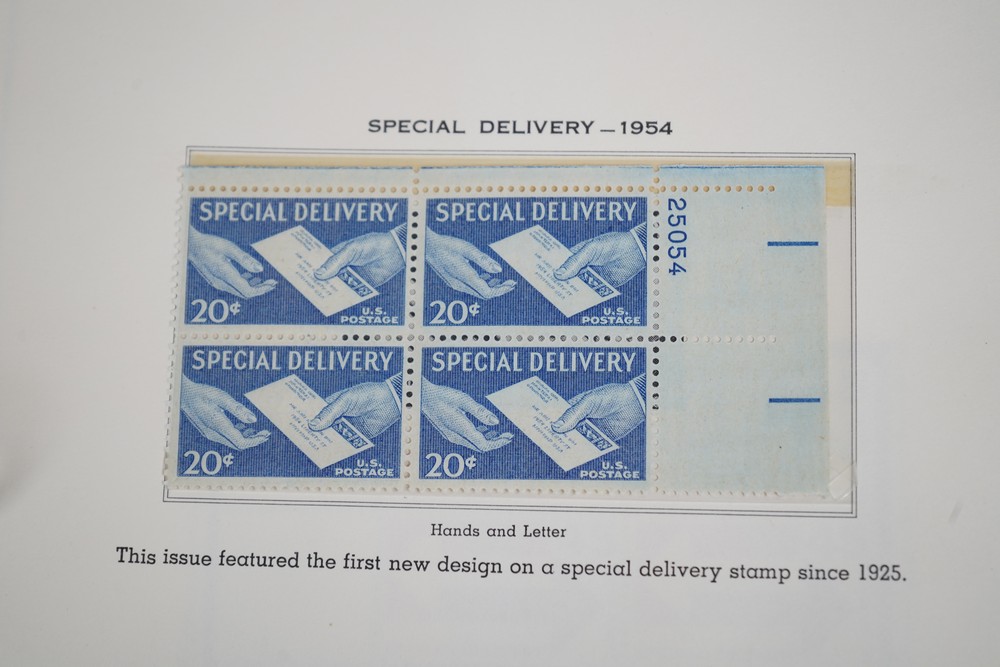 SPECIAL DELIVERY — 1954
SPECIAL DELIVERY
20¢
U.S.
POSTAGE
SPECIAL DELIVERY
20¢
U.S.
POSTAGE
25054
SPECIAL DELIVERY
20¢
U.S.
POSTAGE
SPECIAL DELIVERY
20¢
U.S.
POSTAGE
Hands and Letter
This issue featured the first new design on a special delivery stamp since 1925.